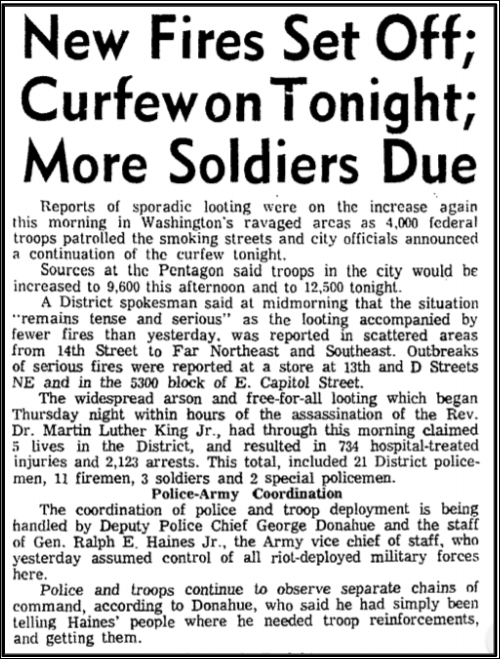 New Fires Set Off;
Curfew on Tonight;
More Soldiers Due
Reports of sporadic looting were on the increase again
this morning in Washington's ravaged areas as 4,000 federal
troops patrolled the smoking streets and city officials announced
a continuation of the curfew tonight.
Sources at the Pentagon said troops in the city would be
increased to 9,600 this afternoon and to 12,500 tonight.
A District spokesman said at midmorning that the situation
"remains tense and serious" as the looting accompanied by
fewer fires than yesterday. was reported in scattered areas
from 14th Street to Far Northeast and Southeast. Outbreaks
of serious fires were reported at a store at 13th and D Streets
NE and in the 5300 block of E. Capitol Street.
The widespread arson and free-for-all looting which began
Thursday night within hours of the assassination of the Rev.
Dr. Martin Luther King Jr., had through this morning claimed
5 lives in the District, and resulted in 734 hospital-treated
injuries and 2,123 arrests. This total, included 21 District police-
men, 11 firemen, 3 soldiers and 2 special policemen.
Police-Army Coordination
The coordination of police and troop deployment is being
handled by Deputy Police Chief George Donahue and the staff
of Gen. Ralph E. Haines Jr., the Army vice chief of staff, who
yesterday assumed control of all riot-deployed military forces
here.
Police and troops continue to observe separate chains of
command, according to Donahue, who said he had simply been
telling Haines' people where he needed troop reinforcements,
and getting them.